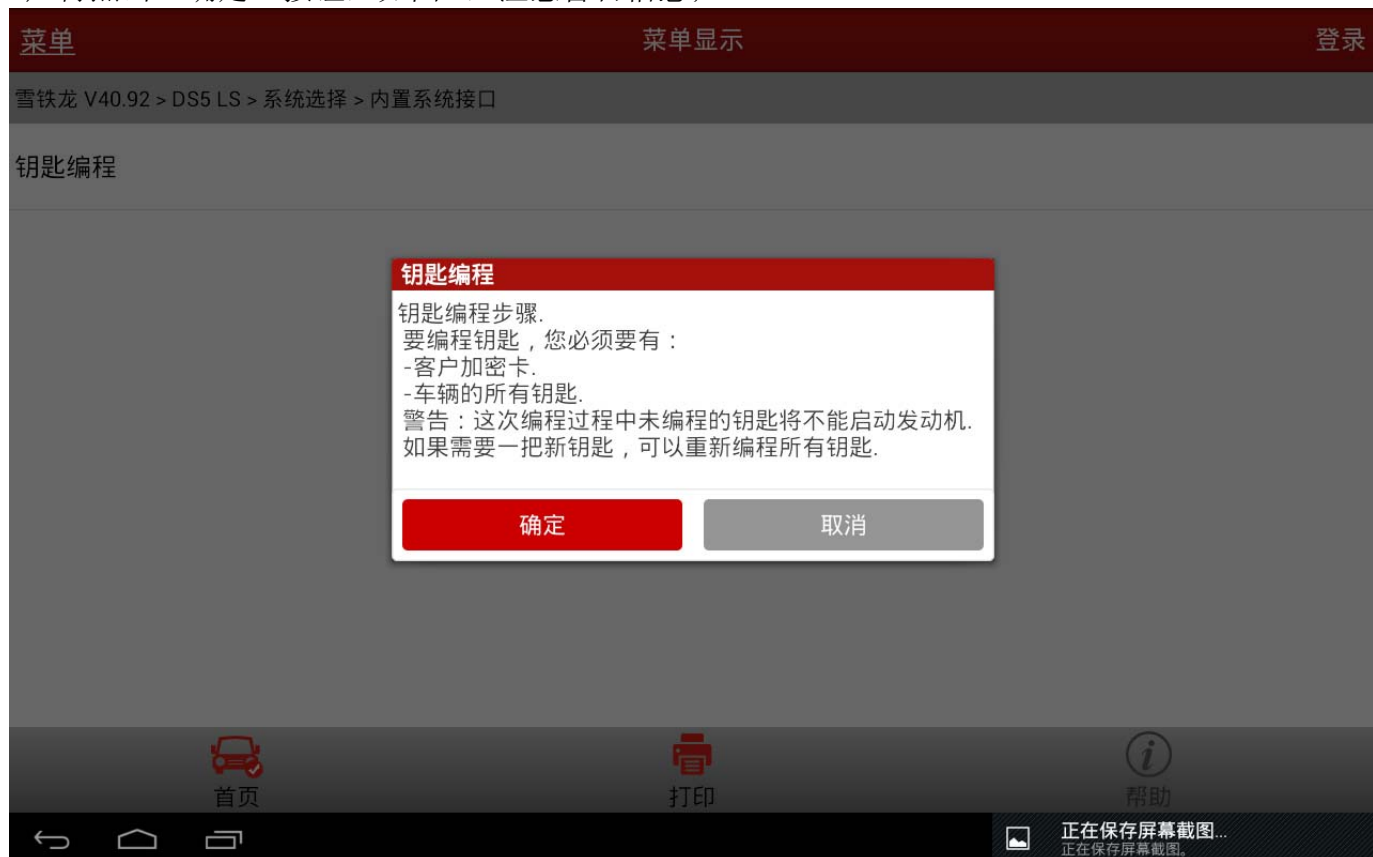 菜单
菜单显示
登录
雪铁龙 V40.92 > DS5 LS > 系统选择 > 内置系统接口
钥匙编程
钥匙编程
钥匙编程步骤.
要编程钥匙，您必须要有：
-客户加密卡.
-车辆的所有钥匙.
警告：这次编程过程中未编程的钥匙将不能启动发动机.
如果需要一把新钥匙，可以重新编程所有钥匙.
确定
取消
首页
打印
帮助
正在保存屏幕截图...
正在保存屏幕截图。